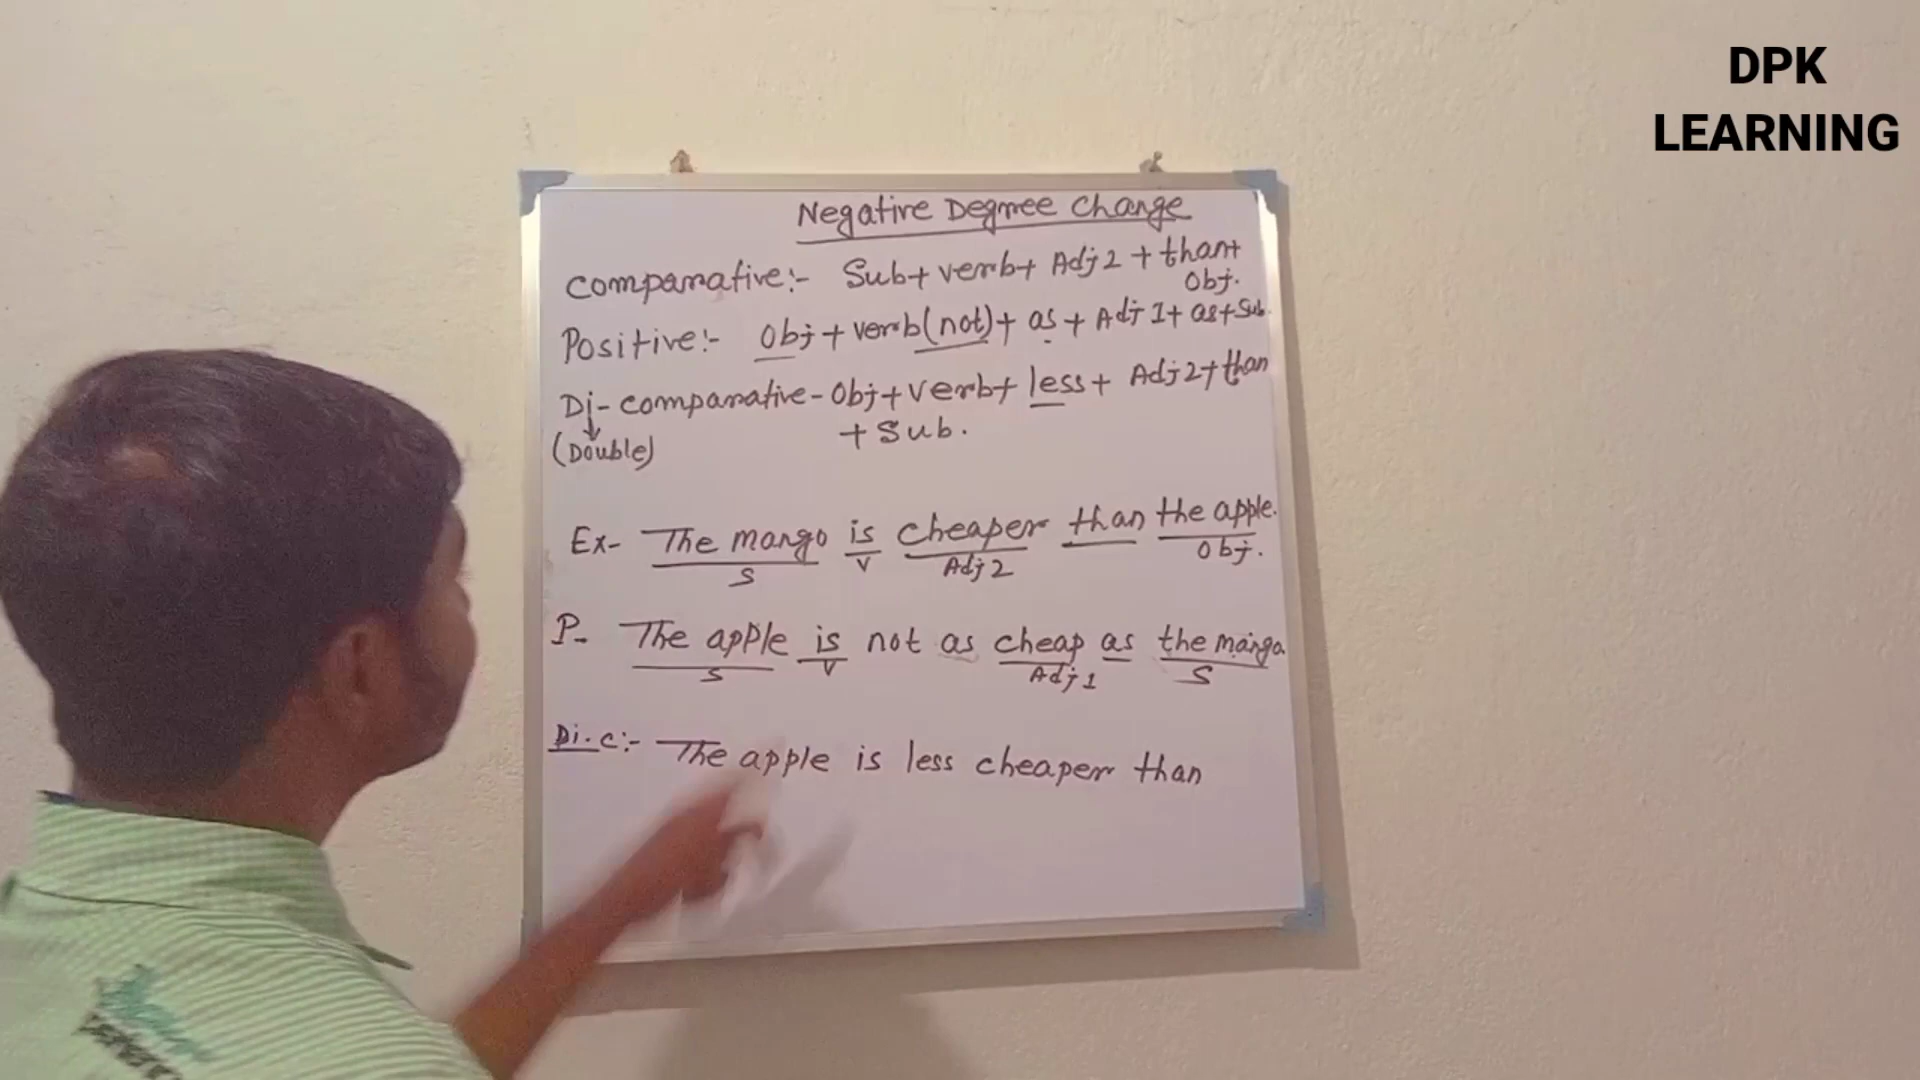 DPK
LEARNING
Negative Degree Change
Comparative:- Sub+ verb+ Adj 2 + than+
Obj.
Positive:- Obj + verb(not)+ as + Adj 1+ as+Sub.
Di-comparative-Obj+verb+ less+ Adj2+than
(Double) + Sub.
Ex- The mango is cheaper than the apple.
S V Adj 2 Obj.
P- The apple is not as cheap as the mango.
S V Adj 1 S
Di-c:- The apple is less cheaper than